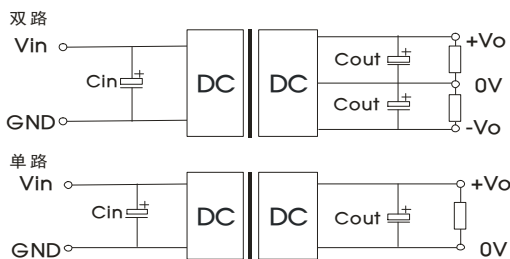 双路
Vin
+Vo
Cout
+
Cin
+
DC
DC
0V
Cout
+
GND
-Vo
单路
Vin
+Vo
Cin
+
DC
DC
Cout
+
GND
0V